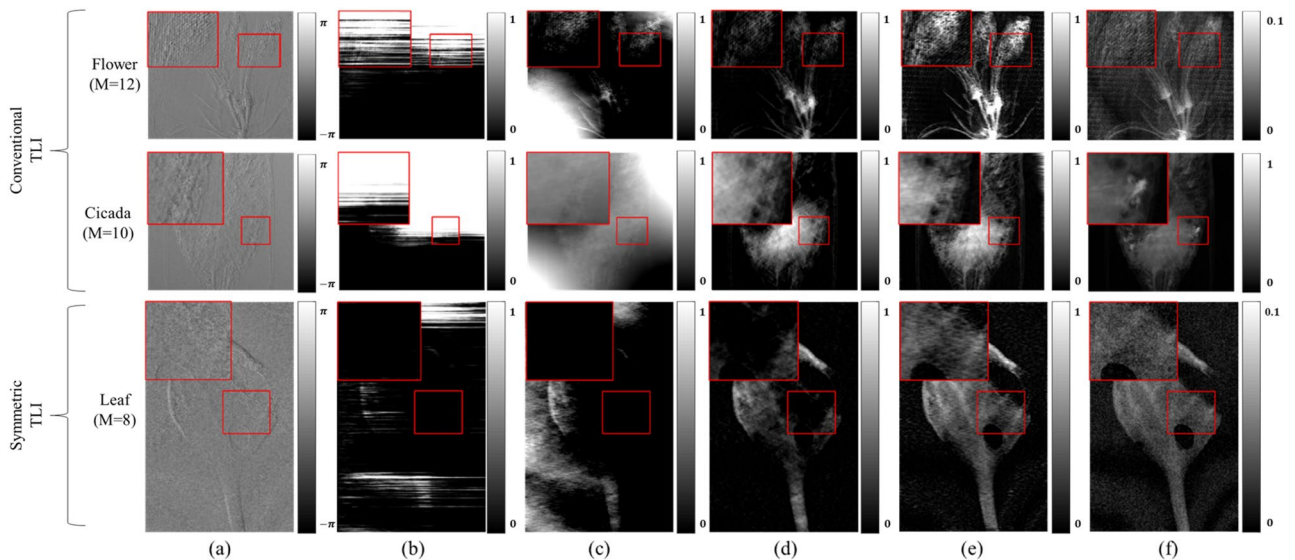 Conventional
TLI
Flower
(M=12)
π
−π
1
0
1
0
1
0
1
0
0.1
0
Cicada
(M=10)
π
−π
1
0
1
0
1
0
1
0
1
0
Symmetric
TLI
Leaf
(M=8)
π
−π
1
0
1
0
1
0
1
0
0.1
0
(a) (b) (c) (d) (e) (f)